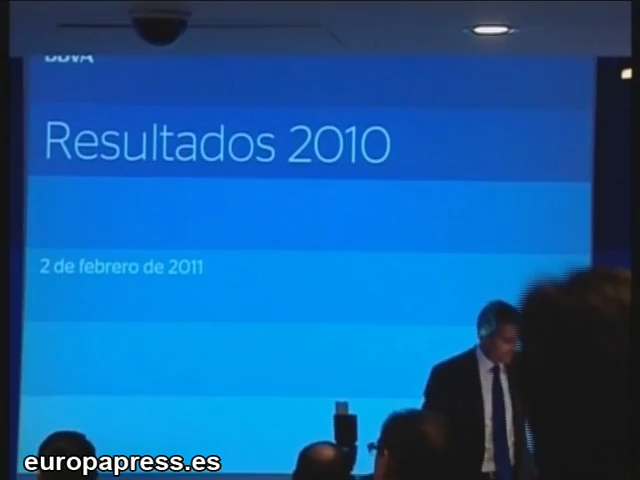 BBVA
Resultados 2010
2 de febrero de 2011
europapress.es